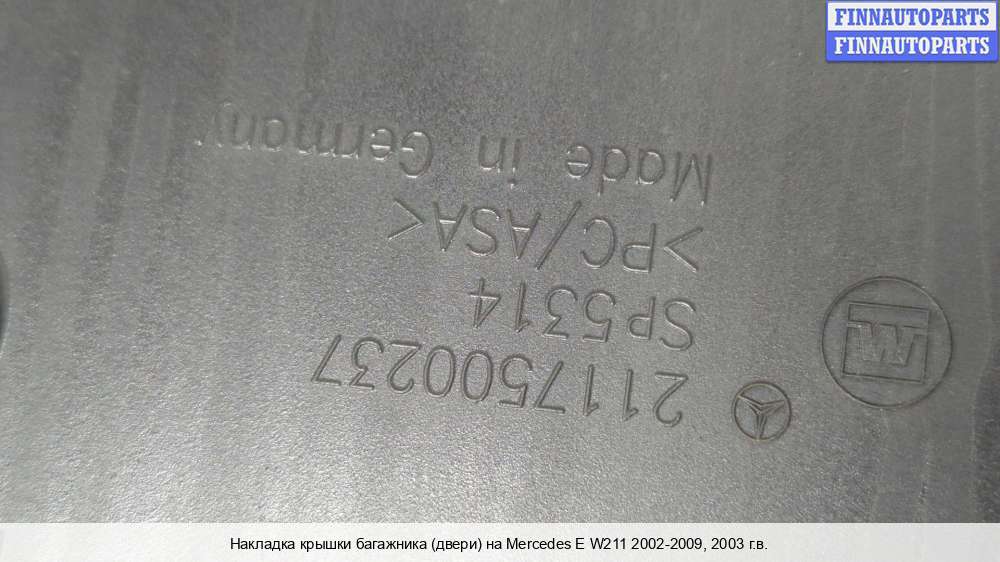 FINNAUTOPARTS
FINNAUTOPARTS
2117500237
SP5314
>PC/ASA<
Made in Germany
Накладка крышки багажника (двери) на Mercedes E W211 2002-2009, 2003 г.в.